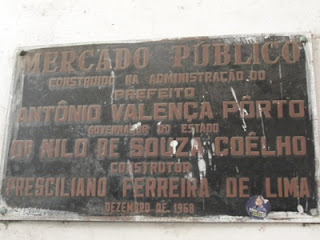 MERCADO PÚBLICO
CONSTRUIDO NA ADMINISTRAÇÃO DO
PREFEITO
ANTÔNIO VALENÇA PÔRTO
GOVERNADOR DO ESTADO
DR NILO DE SOUZA COÊLHO
CONSTRUTOR
PRESCILIANO FERREIRA DE LIMA
DEZEMBRO DE 1968